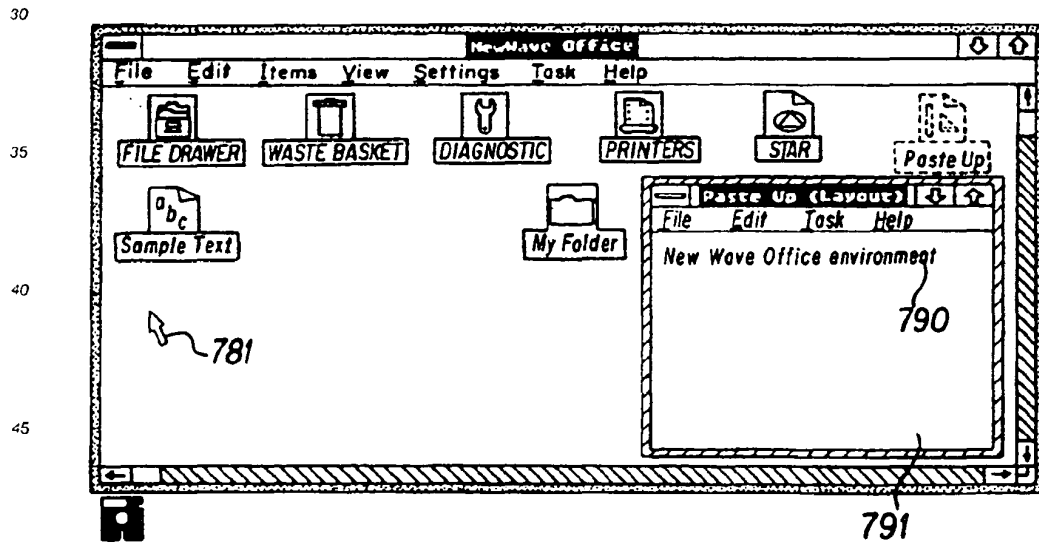 30
NewWave Office
File Edit Items View Settings Task Help
35
FILE DRAWER WASTE BASKET DIAGNOSTIC PRINTERS STAR Paste Up
Paste Up (Layout)
File Edit Task Help
Sample Text My Folder
abc
New Wave Office environment
40
790
781
45
791